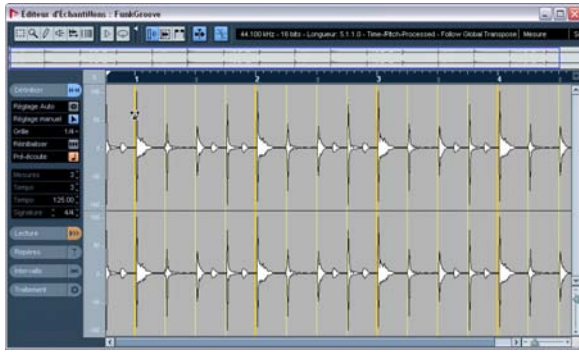 Éditeur d'Échantillons : FunkGroove
44.100 kHz - 16 bits - Longueur: 5.1.1.0 - Time-/Pitch-Processed - Follow Global Transpose Mesure
1 2 3 4
Définition
Réglage Auto
Réglage manuel
Grille 1/4
Réinitialiser
Pré-écoute
Mesures 3
Temps 3
Tempo 125.00
Signature 4/4
Lecture
Repères
Intervalle
Traitement